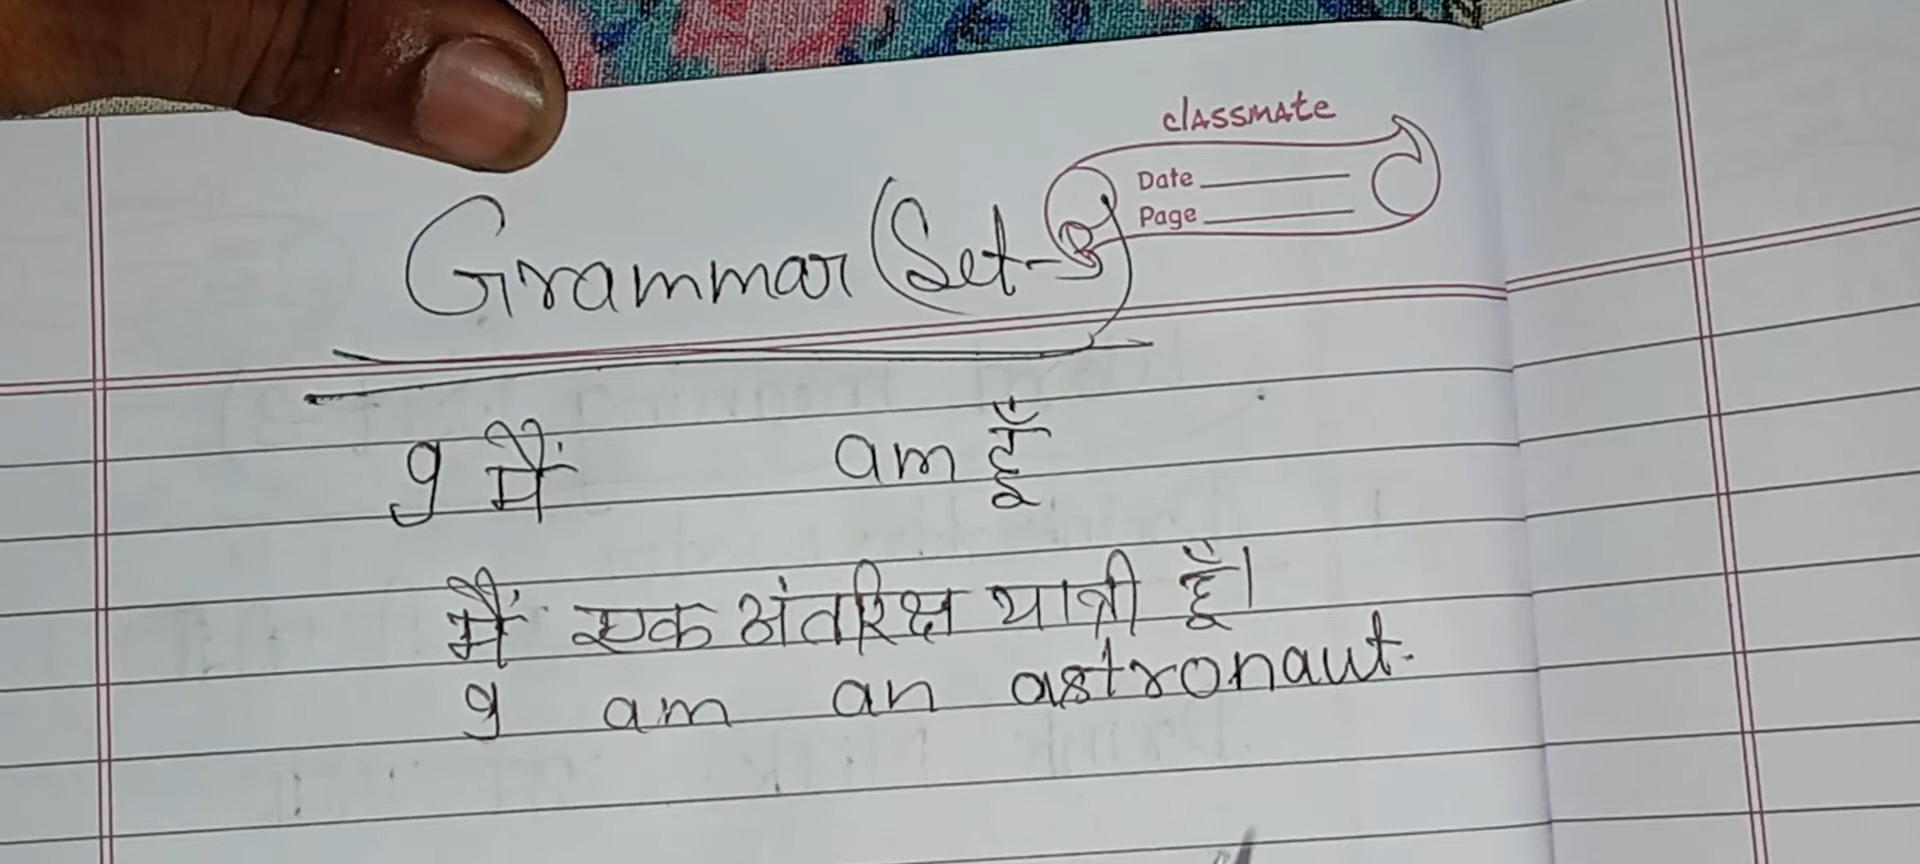 classmate
Date
Page
Grammar (Set-3)
I मैं am हूँ
मैं एक अंतरिक्ष यात्री हूँ।
I am an astronaut.